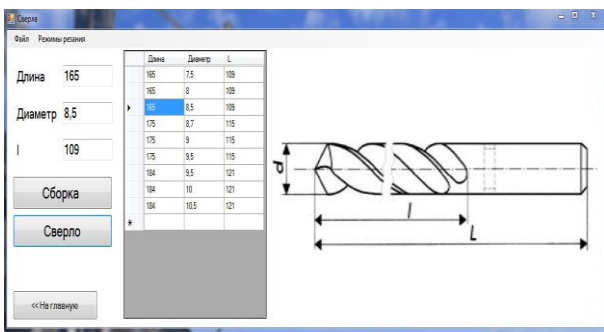 Сверла
Файл Режимы резания
Длина 165
Диаметр 8,5
l 109
Сборка
Сверло
<< На главную
Длина Диаметр L
165 7,5 109
165 8 109
165 8,5 109
175 8,7 115
175 9 115
175 9,5 115
184 9,5 121
184 10 121
184 10,5 121
d
l
L